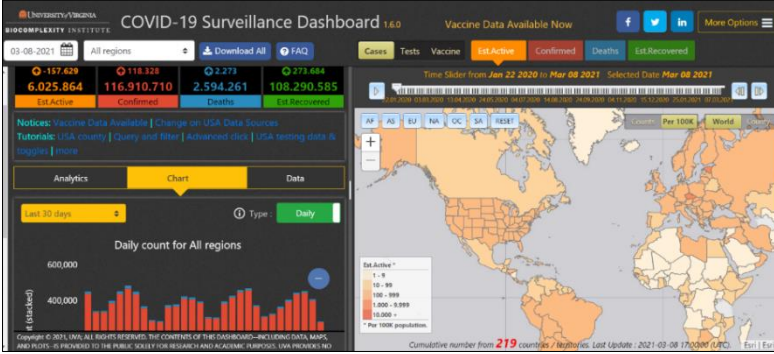 UNIVERSITY of VIRGINIA
BIOCOMPLEXITY INSTITUTE
COVID-19 Surveillance Dashboard 1.6.0
Vaccine Data Available Now
More Options
03-08-2021
All regions
Download All
FAQ
Cases Tests Vaccine Est.Active Confirmed Deaths Est.Recovered
-157.629 118.328 2.273 273.684
6.025.864 116.910.710 2.594.261 108.290.585
Est.Active Confirmed Deaths Est.Recovered
Notices: Vaccine Data Available | Change on USA Data Sources
Tutorials: USA county | Query and filter | Advanced click | USA testing data &
toggles | more
Analytics Chart Data
Last 30 days
Type : Daily
Daily count for All regions
600,000
400,000
t (stacked)
Copyright © 2021, UVA; ALL RIGHTS RESERVED. THE CONTENTS OF THIS DASHBOARD—INCLUDING DATA, MAPS,
AND PLOTS -IS PROVIDED TO THE PUBLIC SOLELY FOR RESEARCH AND ACADEMIC PURPOSES. UVA PROVIDES NO
Time Slider from Jan 22 2020 to Mar 08 2021 Selected Date Mar 08 2021
AF AS EU NA OC SA RESET
Counts Per 100K World County
+
−
Est.Active *
1 - 9
10 - 99
100 - 999
1.000 - 9.999
10.000 +
* Per 100K population.
Cumulative number from 219 countries / territories. Last Update : 2021-03-08 17:00:00 (UTC).
Esri | Esri